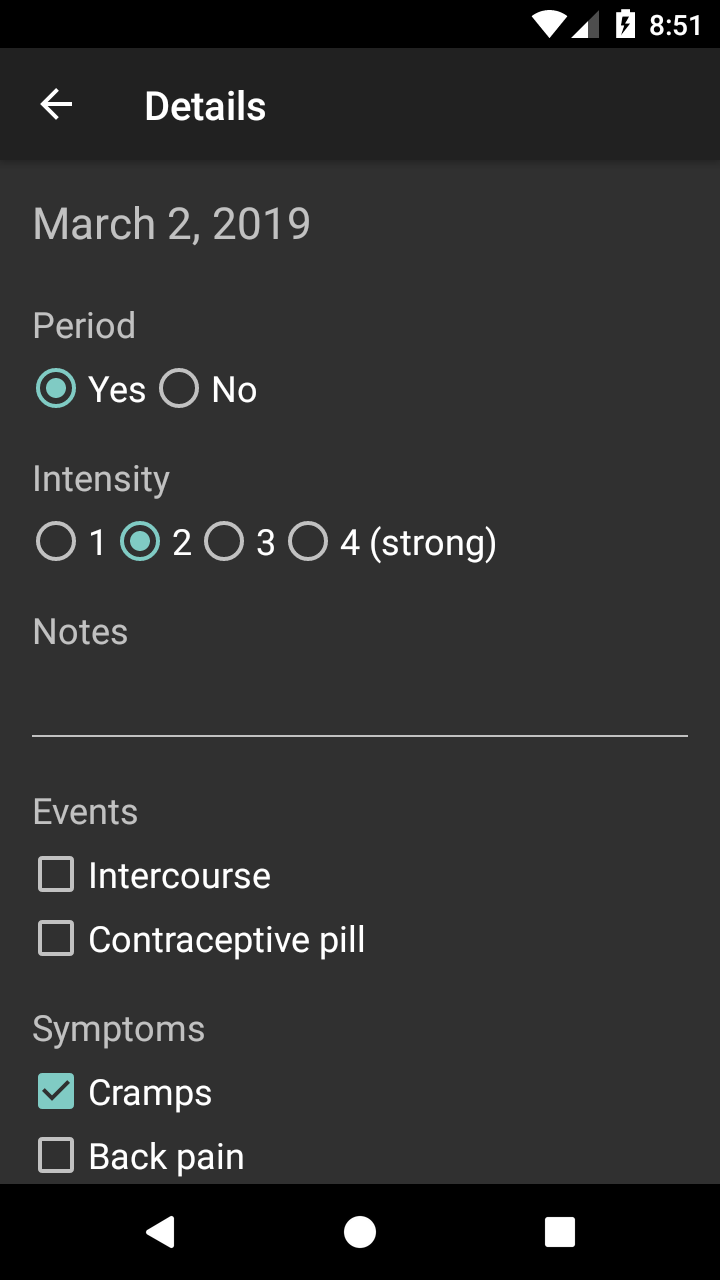 8:51
Details
March 2, 2019
Period
Yes No
Intensity
1 2 3 4 (strong)
Notes
Events
Intercourse
Contraceptive pill
Symptoms
Cramps
Back pain